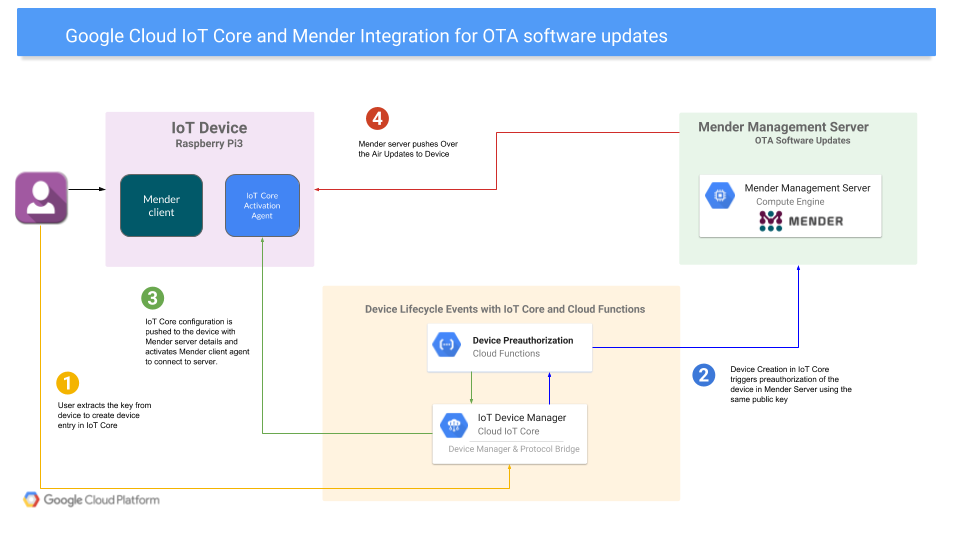 Google Cloud IoT Core and Mender Integration for OTA software updates
IoT Device
Raspberry Pi3
Mender
client
IoT Core
Activation
Agent
4
Mender server pushes Over
the Air Updates to Device
Mender Management Server
OTA Software Updates
Mender Management Server
Compute Engine
MENDER
3
IoT Core configuration is
pushed to the device with
Mender server details and
activates Mender client agent
to connect to server.
Device Lifecycle Events with IoT Core and Cloud Functions
Device Preauthorization
Cloud Functions
IoT Device Manager
Cloud IoT Core
Device Manager & Protocol Bridge
2
Device Creation in IoT Core
triggers preauthorization of the
device in Mender Server using the
same public key
1
User extracts the key from
device to create device
entry in IoT Core
Google Cloud Platform